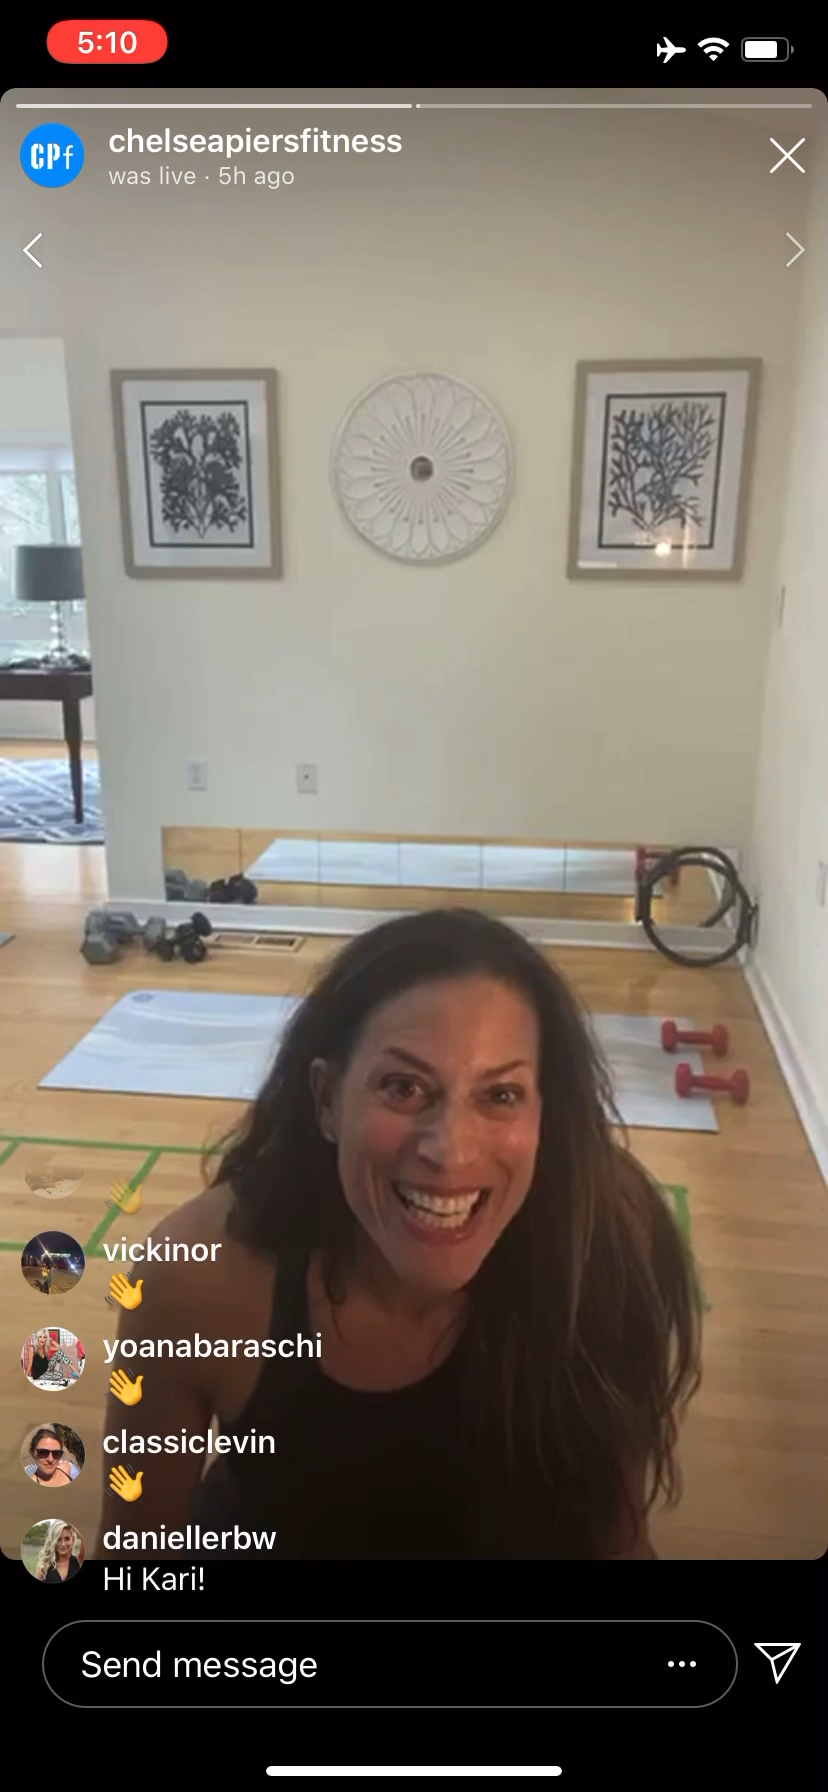 5:10
CPf
chelseapiersfitness
was live · 5h ago
vickinor
👋
yoanabaraschi
👋
classiclevin
👋
daniellerbw
Hi Kari!
Send message